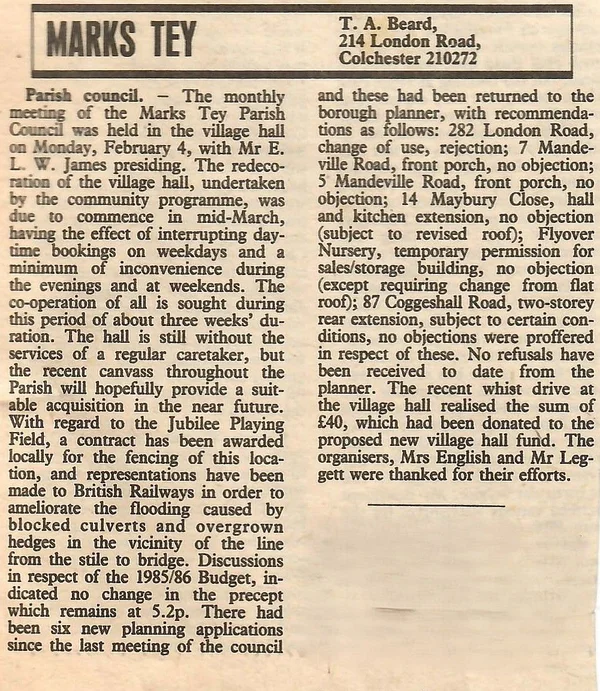 MARKS TEY
T. A. Beard,
214 London Road,
Colchester 210272
Parish council. – The monthly
meeting of the Marks Tey Parish
Council was held in the village hall
on Monday, February 4, with Mr E.
L. W. James presiding. The redeco-
ration of the village hall, undertaken
by the community programme, was
due to commence in mid-March,
having the effect of interrupting day-
time bookings on weekdays and a
minimum of inconvenience during
the evenings and at weekends. The
co-operation of all is sought during
this period of about three weeks' du-
ration. The hall is still without the
services of a regular caretaker, but
the recent canvass throughout the
Parish will hopefully provide a suit-
able acquisition in the near future.
With regard to the Jubilee Playing
Field, a contract has been awarded
locally for the fencing of this loca-
tion, and representations have been
made to British Railways in order to
ameliorate the flooding caused by
blocked culverts and overgrown
hedges in the vicinity of the line
from the stile to bridge. Discussions
in respect of the 1985/86 Budget, in-
dicated no change in the precept
which remains at 5.2p. There had
been six new planning applications
since the last meeting of the council
and these had been returned to the
borough planner, with recommenda-
tions as follows: 282 London Road,
change of use, rejection; 7 Mande-
ville Road, front porch, no objection;
5 Mandeville Road, front porch, no
objection; 14 Maybury Close, hall
and kitchen extension, no objection
(subject to revised roof); Flyover
Nursery, temporary permission for
sales/storage building, no objection
(except requiring change from flat
roof); 87 Coggeshall Road, two-storey
rear extension, subject to certain con-
ditions, no objections were proffered
in respect of these. No refusals have
been received to date from the
planner. The recent whist drive at
the village hall realised the sum of
£40, which had been donated to the
proposed new village hall fund. The
organisers, Mrs English and Mr Leg-
gett were thanked for their efforts.